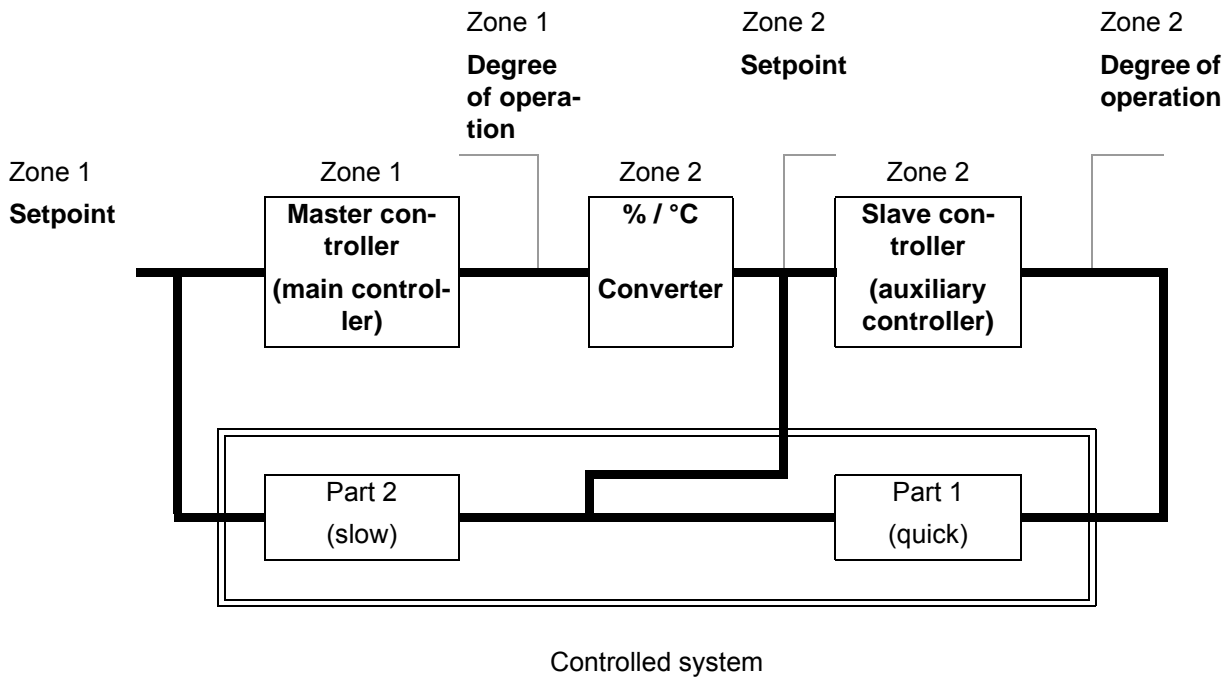 Zone 1
Degree
of opera-
tion
Zone 2
Setpoint
Zone 2
Degree of
operation
Zone 1
Setpoint
Zone 1
Master con-
troller
(main control-
ler)
Zone 2
% / °C
Converter
Zone 2
Slave con-
troller
(auxiliary
controller)
Part 2
(slow)
Part 1
(quick)
Controlled system